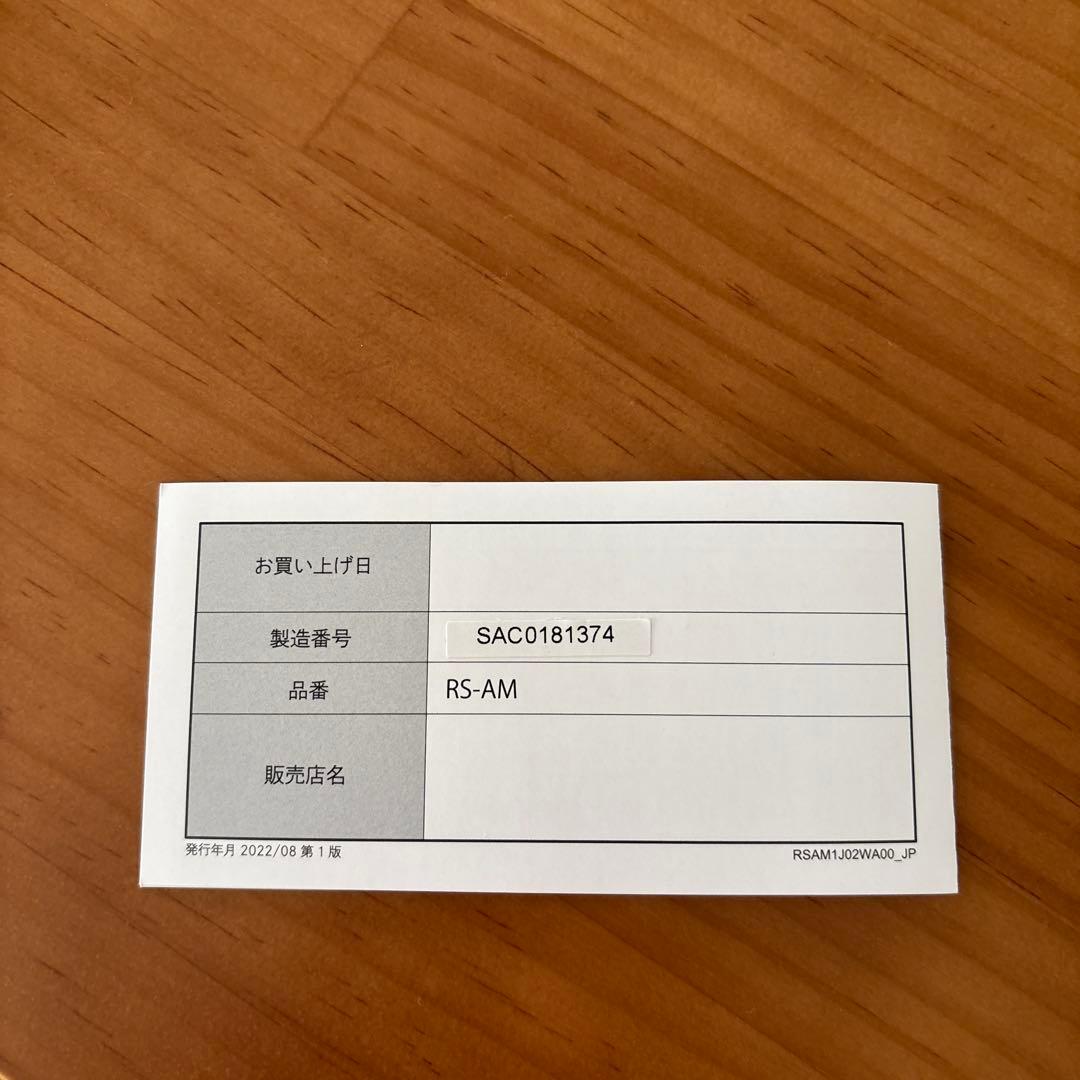 お買い上げ日
製造番号 SAC0181374
品番 RS-AM
販売店名
発行年月 2022/08 第1版 RSAM1J02WA00_JP